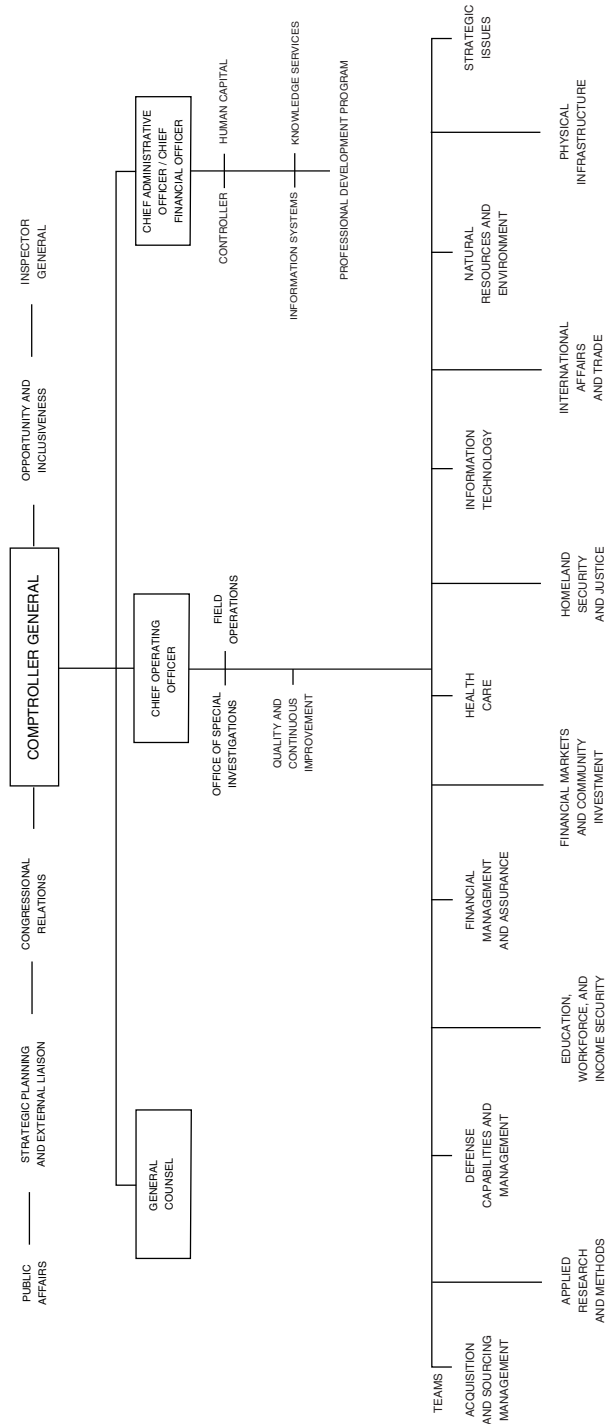 PUBLIC
AFFAIRS
STRATEGIC PLANNING
AND EXTERNAL LIAISON
CONGRESSIONAL
RELATIONS
COMPTROLLER GENERAL
OPPORTUNITY AND
INCLUSIVENESS
INSPECTOR
GENERAL
GENERAL
COUNSEL
CHIEF OPERATING
OFFICER
CHIEF ADMINISTRATIVE
OFFICER / CHIEF
FINANCIAL OFFICER
OFFICE OF SPECIAL
INVESTIGATIONS
FIELD
OPERATIONS
QUALITY AND
CONTINUOUS
IMPROVEMENT
CONTROLLER
HUMAN CAPITAL
INFORMATION SYSTEMS
KNOWLEDGE SERVICES
PROFESSIONAL DEVELOPMENT PROGRAM
TEAMS
ACQUISITION
AND SOURCING
MANAGEMENT
APPLIED
RESEARCH
AND METHODS
DEFENSE
CAPABILITIES AND
MANAGEMENT
EDUCATION,
WORKFORCE, AND
INCOME SECURITY
FINANCIAL
MANAGEMENT
AND ASSURANCE
FINANCIAL MARKETS
AND COMMUNITY
INVESTMENT
HEALTH
CARE
HOMELAND
SECURITY
AND JUSTICE
INFORMATION
TECHNOLOGY
INTERNATIONAL
AFFAIRS
AND TRADE
NATURAL
RESOURCES AND
ENVIRONMENT
PHYSICAL
INFRASTRUCTURE
STRATEGIC
ISSUES